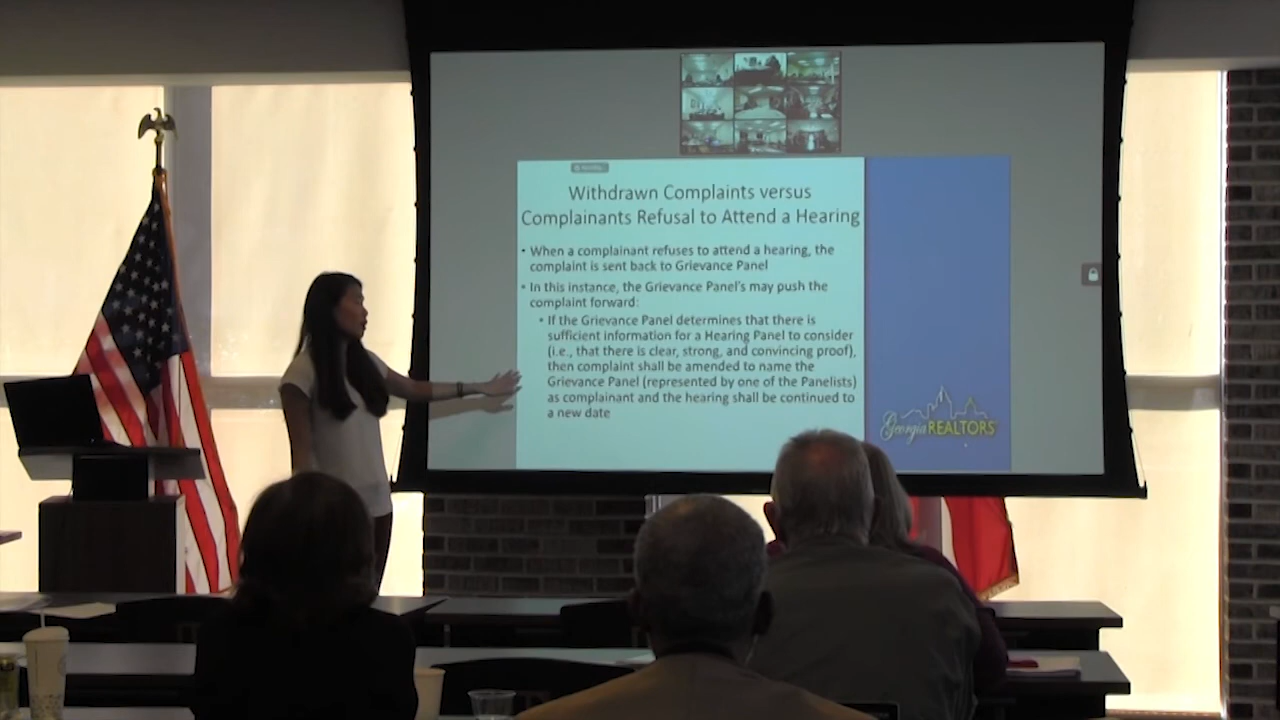 Withdrawn Complaints versus
Complainants Refusal to Attend a Hearing
• When a complainant refuses to attend a hearing, the
complaint is sent back to Grievance Panel
• In this instance, the Grievance Panel's may push the
complaint forward:
• If the Grievance Panel determines that there is
sufficient information for a Hearing Panel to consider
(i.e., that there is clear, strong, and convincing proof),
then complaint shall be amended to name the
Grievance Panel (represented by one of the Panelists)
as complainant and the hearing shall be continued to
a new date
Georgia REALTORS